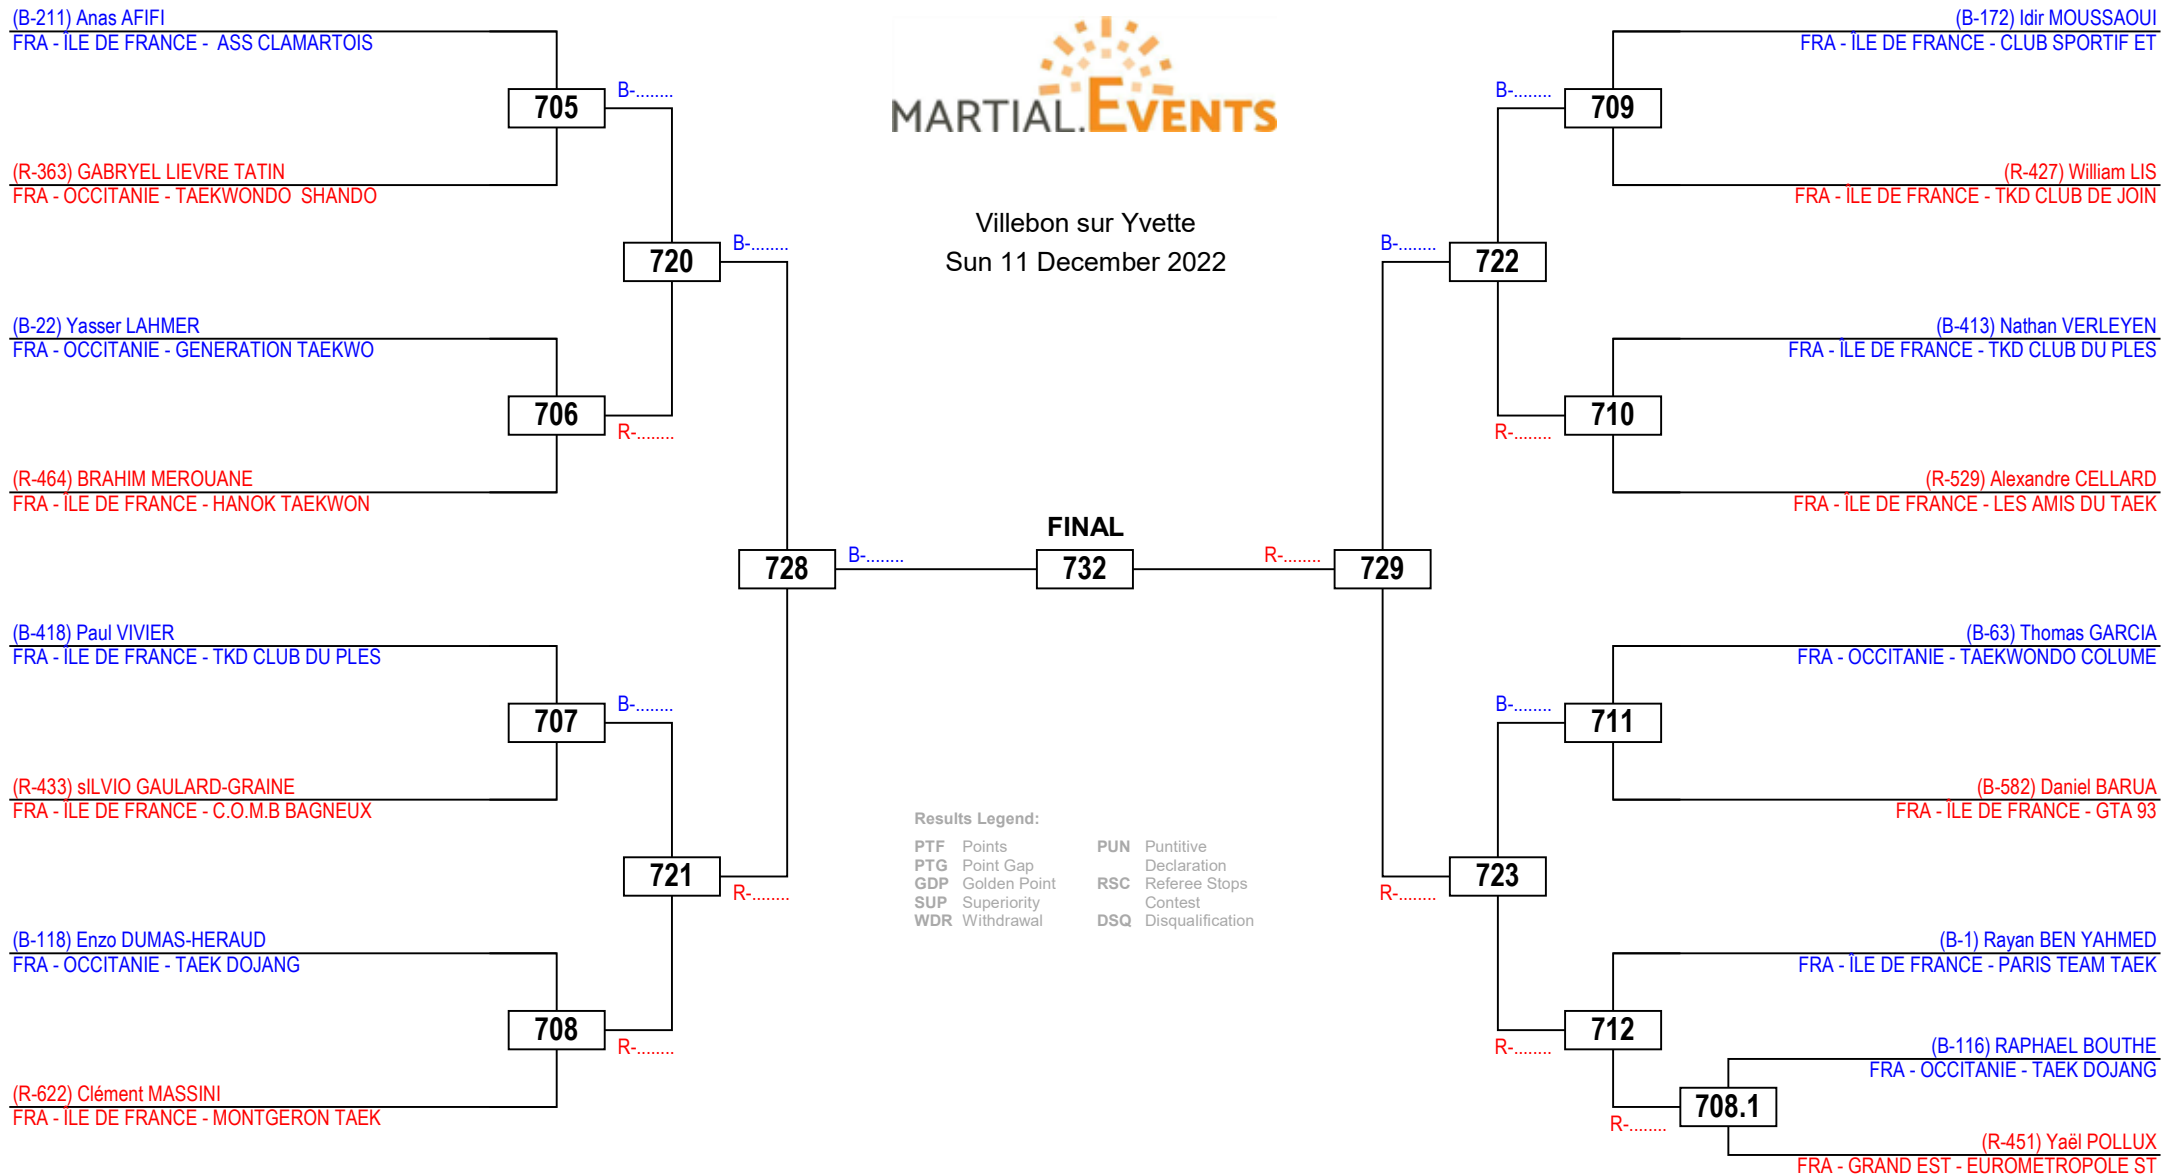 (B-211) Anas AFIFI
FRA - ÎLE DE FRANCE - ASS CLAMARTOIS
705
B-........
(R-363) GABRYEL LIEVRE TATIN
FRA - OCCITANIE - TAEKWONDO SHANDO
720
B-........
(B-22) Yasser LAHMER
FRA - OCCITANIE - GENERATION TAEKWO
706
R-........
(R-464) BRAHIM MEROUANE
FRA - ÎLE DE FRANCE - HANOK TAEKWON
728
B-........
(B-418) Paul VIVIER
FRA - ÎLE DE FRANCE - TKD CLUB DU PLES
707
B-........
(R-433) sILVIO GAULARD-GRAINE
FRA - ÎLE DE FRANCE - C.O.M.B BAGNEUX
721
R-........
(B-118) Enzo DUMAS-HERAUD
FRA - OCCITANIE - TAEK DOJANG
708
R-........
(R-622) Clément MASSINI
FRA - ÎLE DE FRANCE - MONTGERON TAEK
MARTIAL.EVENTS
Villebon sur Yvette
Sun 11 December 2022
FINAL
732
Results Legend:
PTF Points
PTG Point Gap
GDP Golden Point
SUP Superiority
WDR Withdrawal
PUN Puntitive
Declaration
RSC Referee Stops
Contest
DSQ Disqualification
(B-172) Idir MOUSSAOUI
FRA - ÎLE DE FRANCE - CLUB SPORTIF ET
B-........
709
(R-427) William LIS
FRA - ÎLE DE FRANCE - TKD CLUB DE JOIN
B-........
722
(B-413) Nathan VERLEYEN
FRA - ÎLE DE FRANCE - TKD CLUB DU PLES
710
R-........
(R-529) Alexandre CELLARD
FRA - ÎLE DE FRANCE - LES AMIS DU TAEK
R-........
729
(B-63) Thomas GARCIA
FRA - OCCITANIE - TAEKWONDO COLUME
B-........
711
(B-582) Daniel BARUA
FRA - ÎLE DE FRANCE - GTA 93
723
R-........
(B-1) Rayan BEN YAHMED
FRA - ÎLE DE FRANCE - PARIS TEAM TAEK
712
R-........
(B-116) RAPHAEL BOUTHE
FRA - OCCITANIE - TAEK DOJANG
708.1
R-........
(R-451) Yaël POLLUX
FRA - GRAND EST - EUROMETROPOLE ST